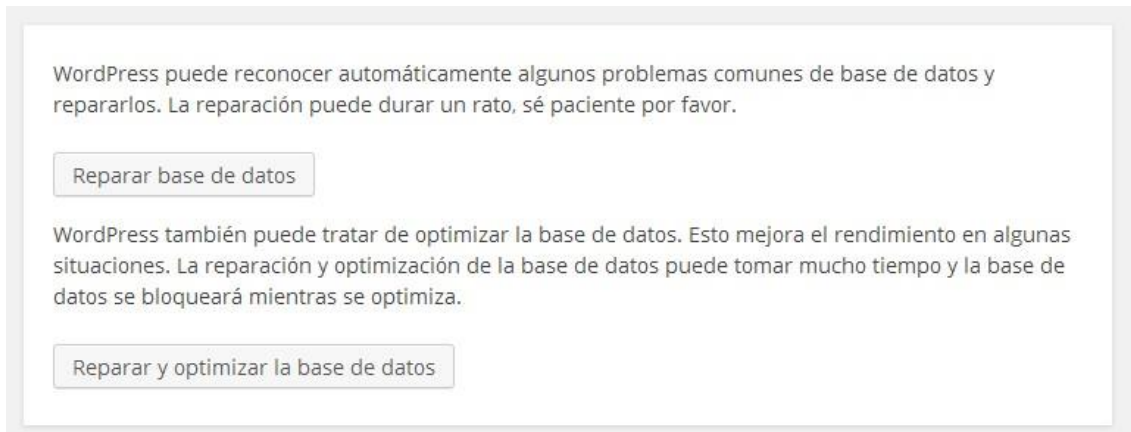 WordPress puede reconocer automáticamente algunos problemas comunes de base de datos y
repararlos. La reparación puede durar un rato, sé paciente por favor.
Reparar base de datos
WordPress también puede tratar de optimizar la base de datos. Esto mejora el rendimiento en algunas
situaciones. La reparación y optimización de la base de datos puede tomar mucho tiempo y la base de
datos se bloqueará mientras se optimiza.
Reparar y optimizar la base de datos